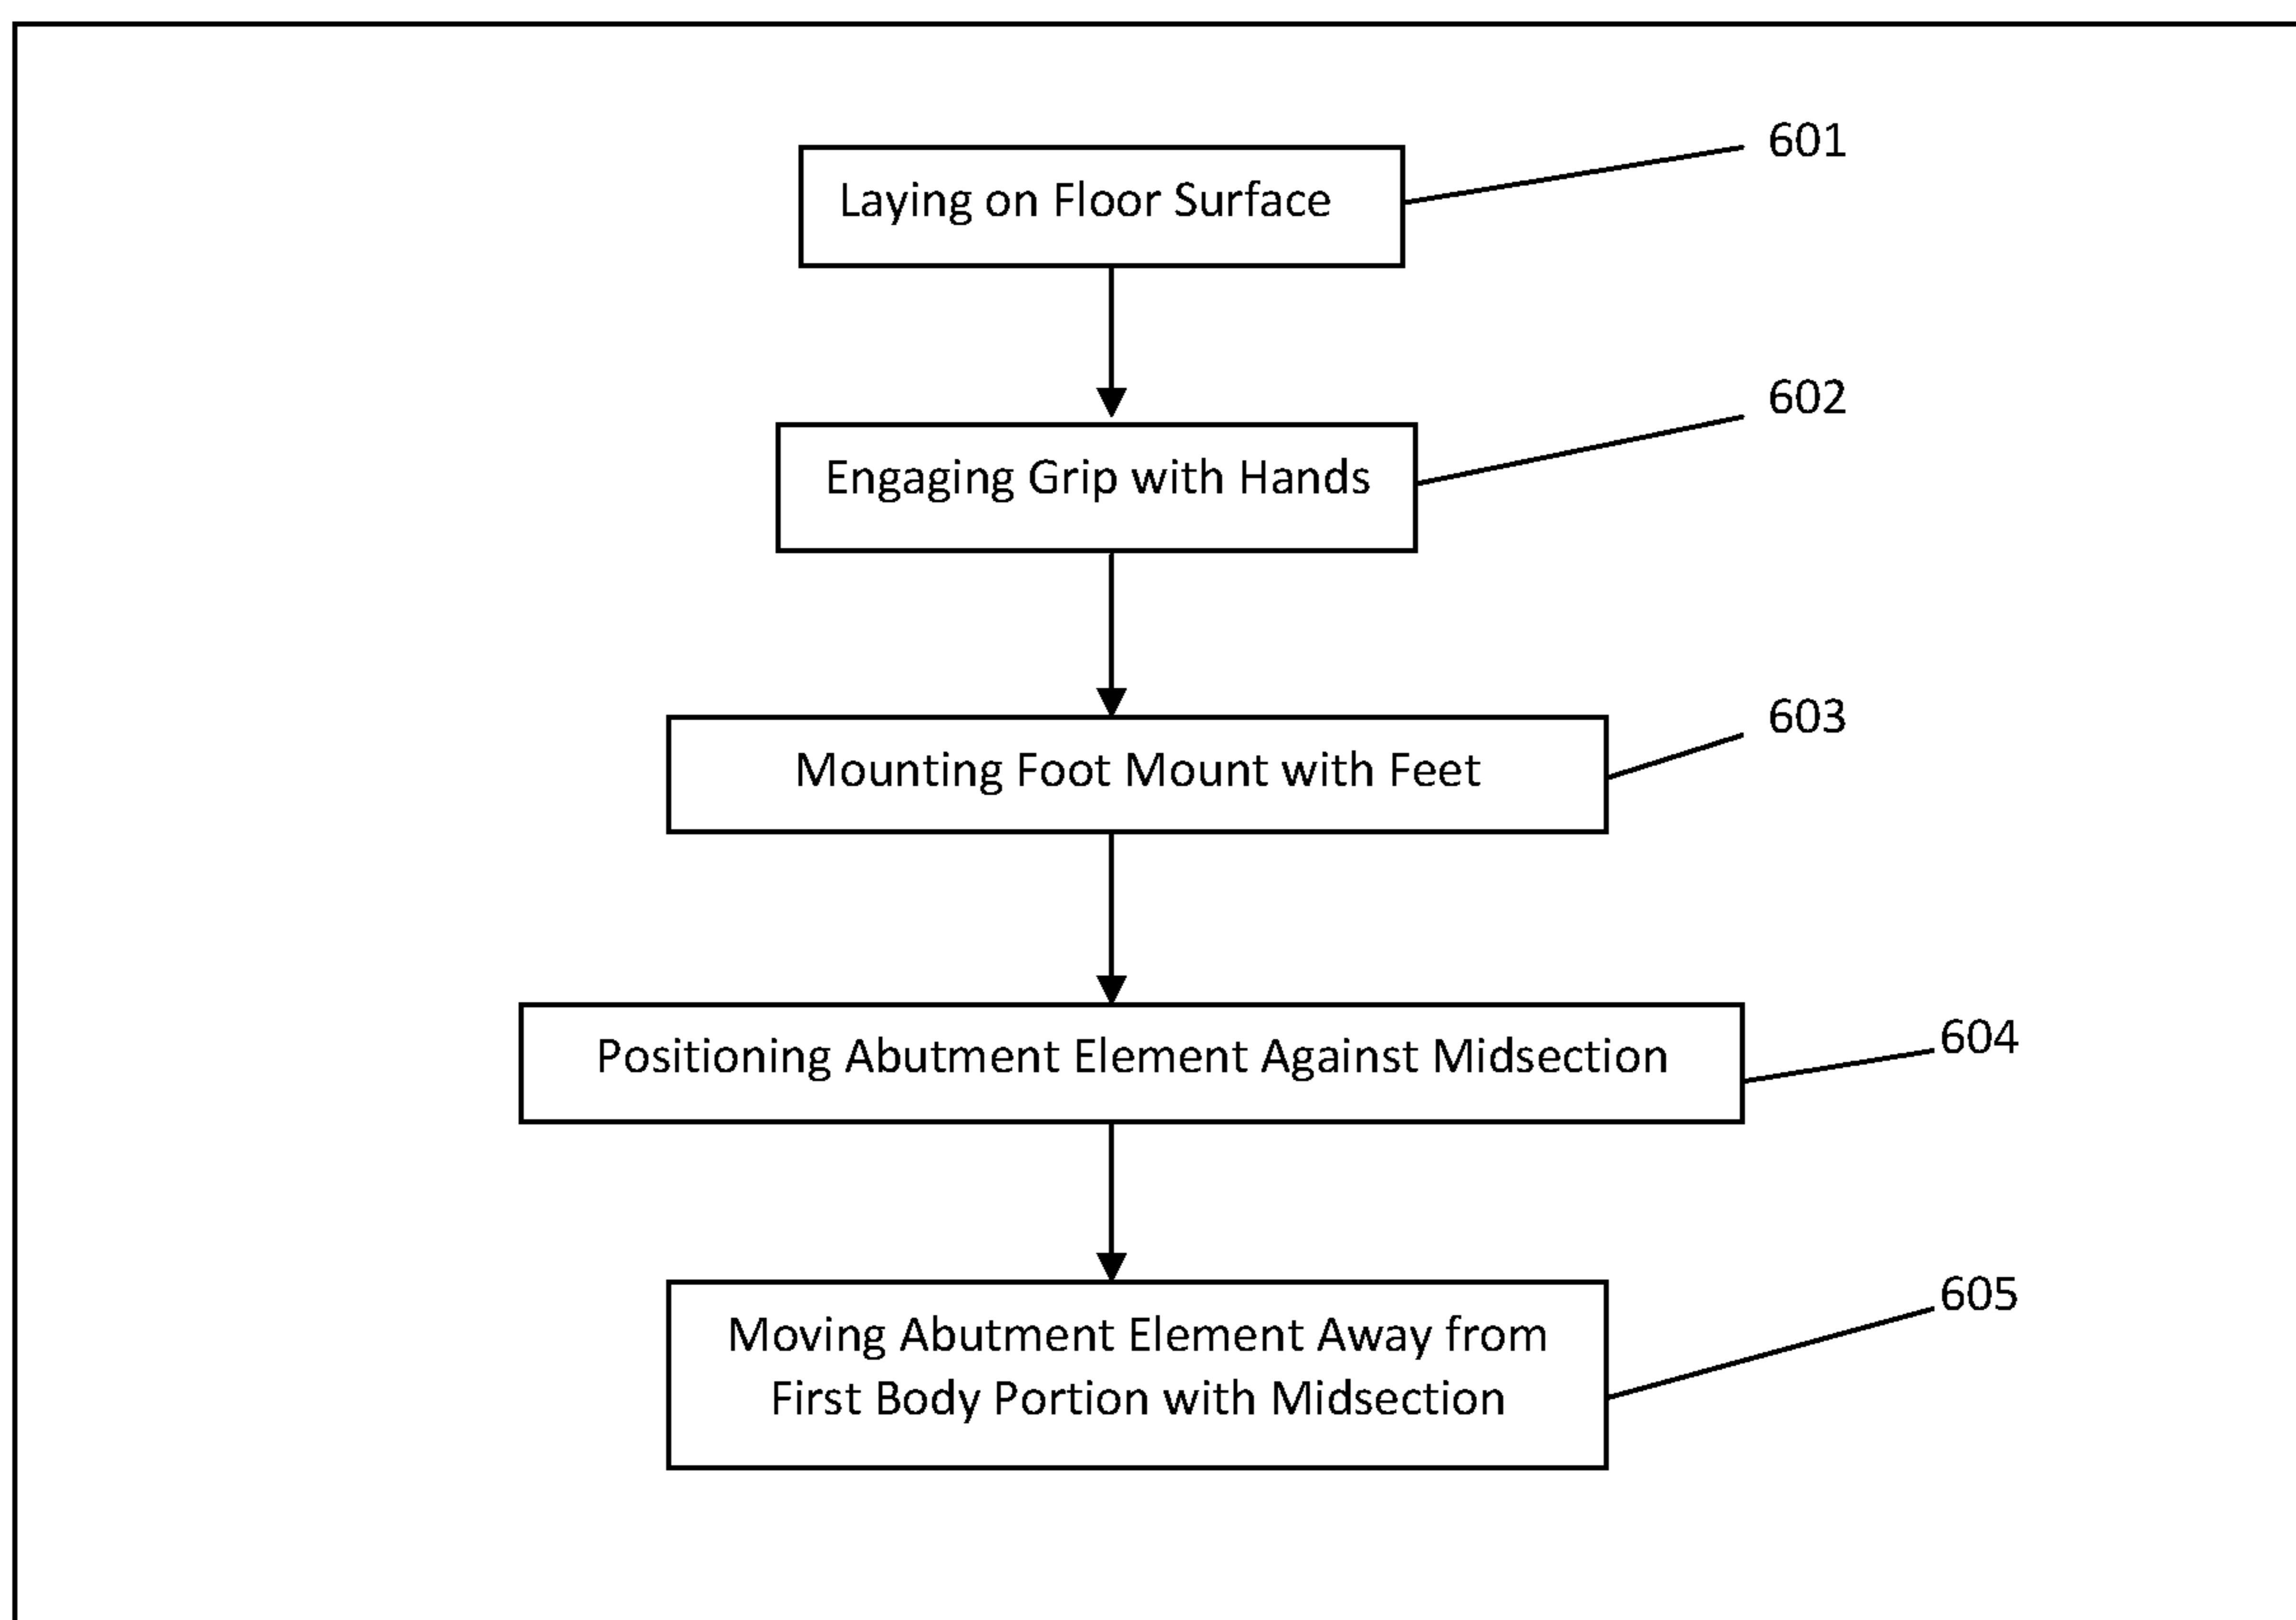 Laying on Floor Surface
601
Engaging Grip with Hands
602
Mounting Foot Mount with Feet
603
Positioning Abutment Element Against Midsection
604
Moving Abutment Element Away from
First Body Portion with Midsection
605